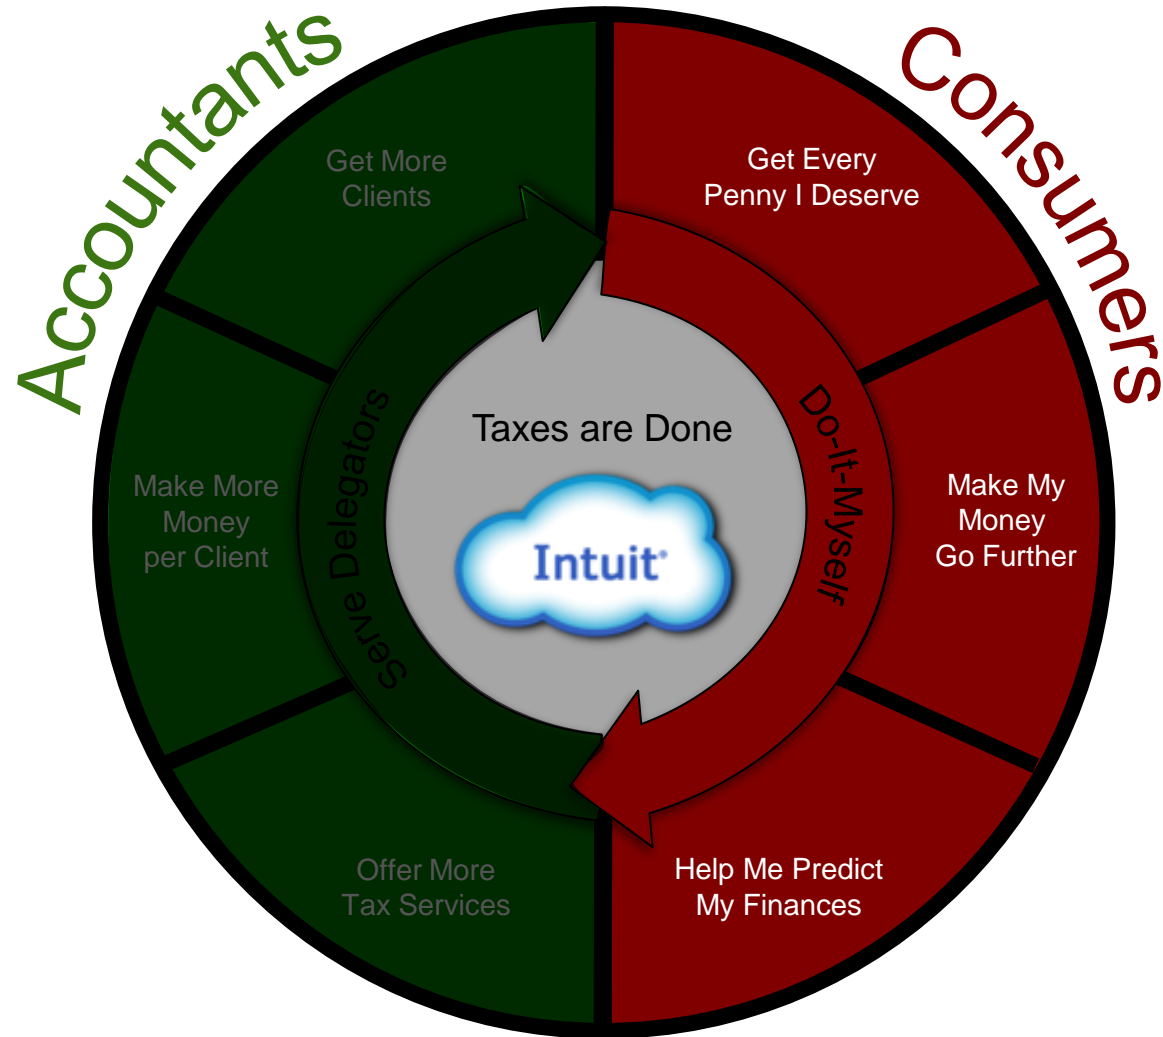 Accountants
Consumers
Get More
Clients
Get Every
Penny I Deserve
Make More
Money
per Client
Serve Delegators
Taxes are Done
Intuit®
Do-It-Myself
Make My
Money
Go Further
Offer More
Tax Services
Help Me Predict
My Finances